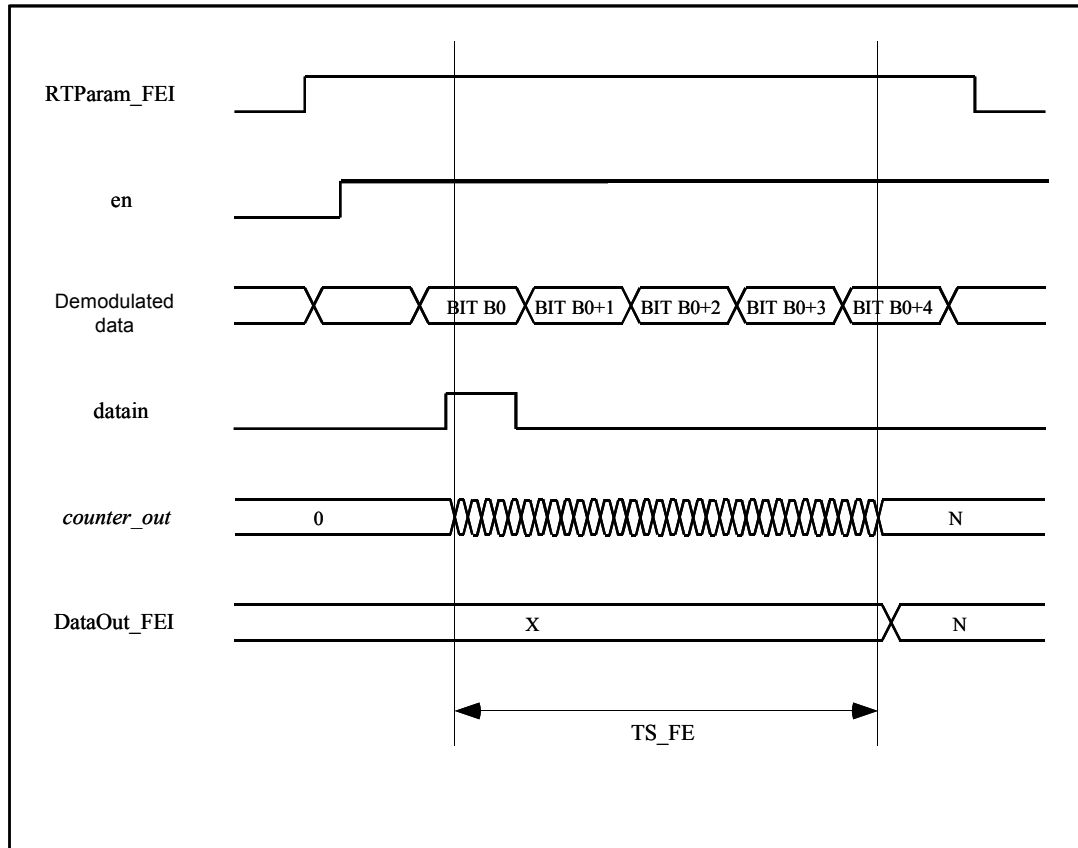 RTParam_FEI
en
Demodulated
data
BIT B0 BIT B0+1 BIT B0+2 BIT B0+3 BIT B0+4
datain
counter_out 0 N
DataOut_FEI X N
TS_FE